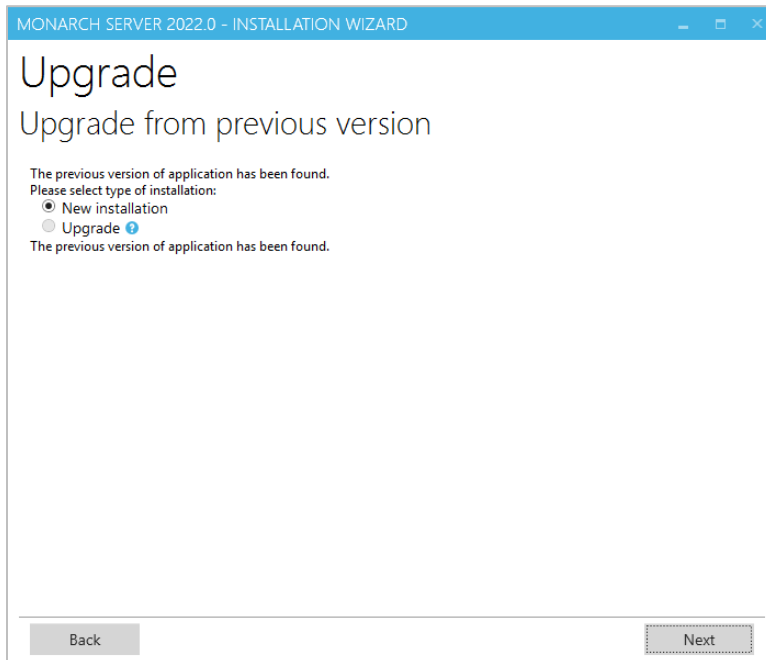 MONARCH SERVER 2022.0 - INSTALLATION WIZARD
Upgrade
Upgrade from previous version
The previous version of application has been found.
Please select type of installation:
New installation
Upgrade ?
The previous version of application has been found.
Back
Next